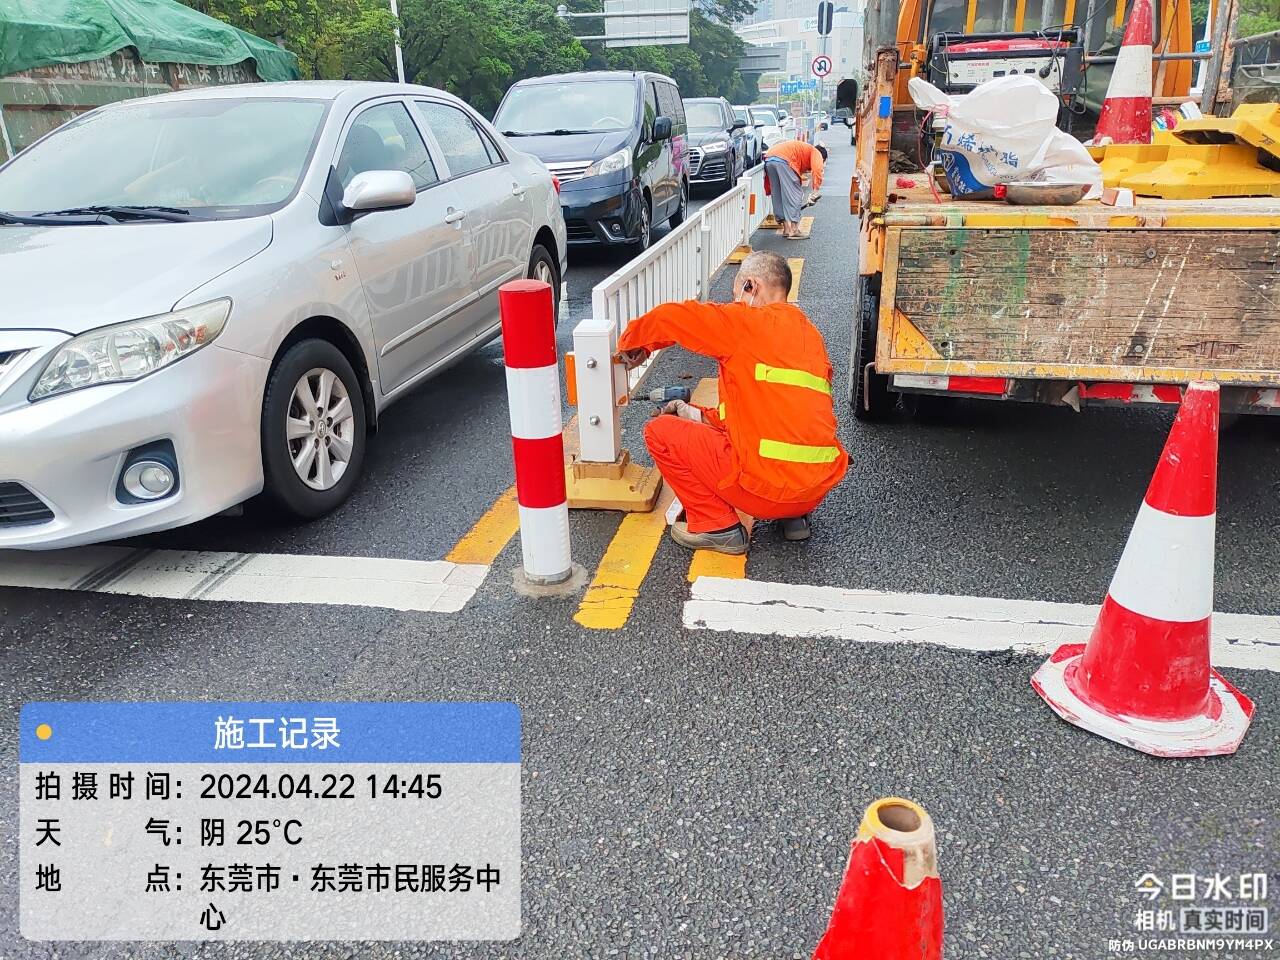 施工记录
拍摄时间：2024.04.22 14:45
天气：阴 25°C
地点：东莞市·东莞市民服务中
心
今日水印
相机 真实时间
防伪 UGABRBNM9YM4PX